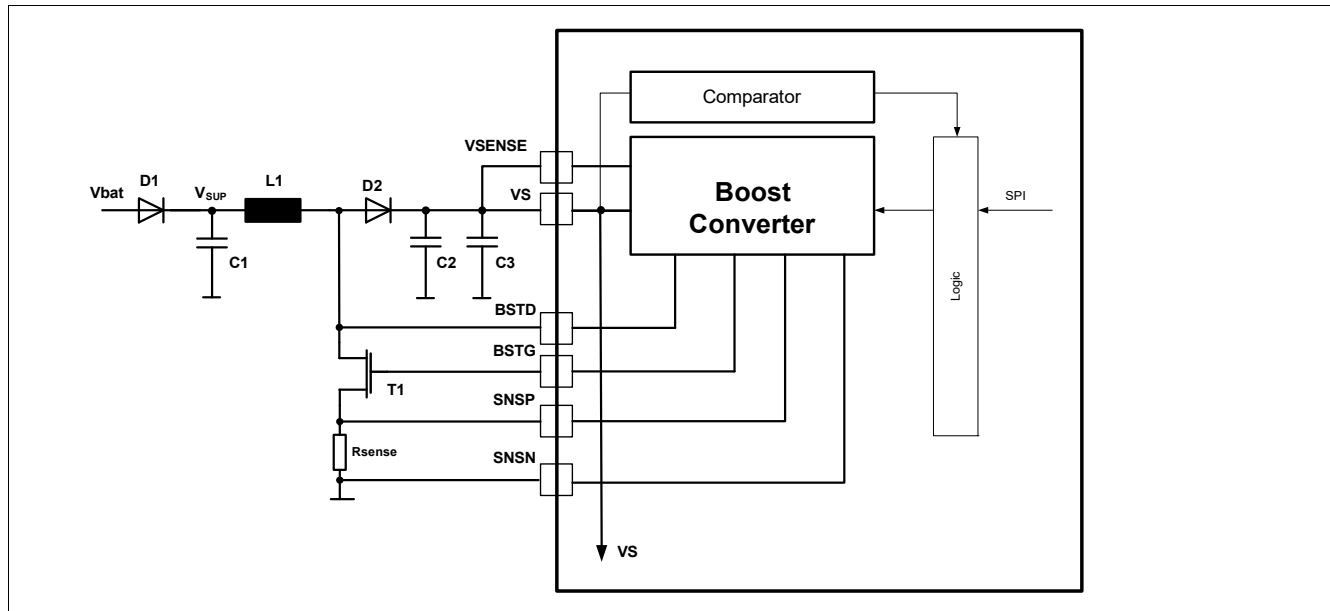 Comparator
VSENSE
Vbat
D1
VSUP
L1
D2
VS
Boost
Converter
SPI
C1
C2
C3
Logic
BSTD
BSTG
T1
SNSP
Rsense
SNSN
VS